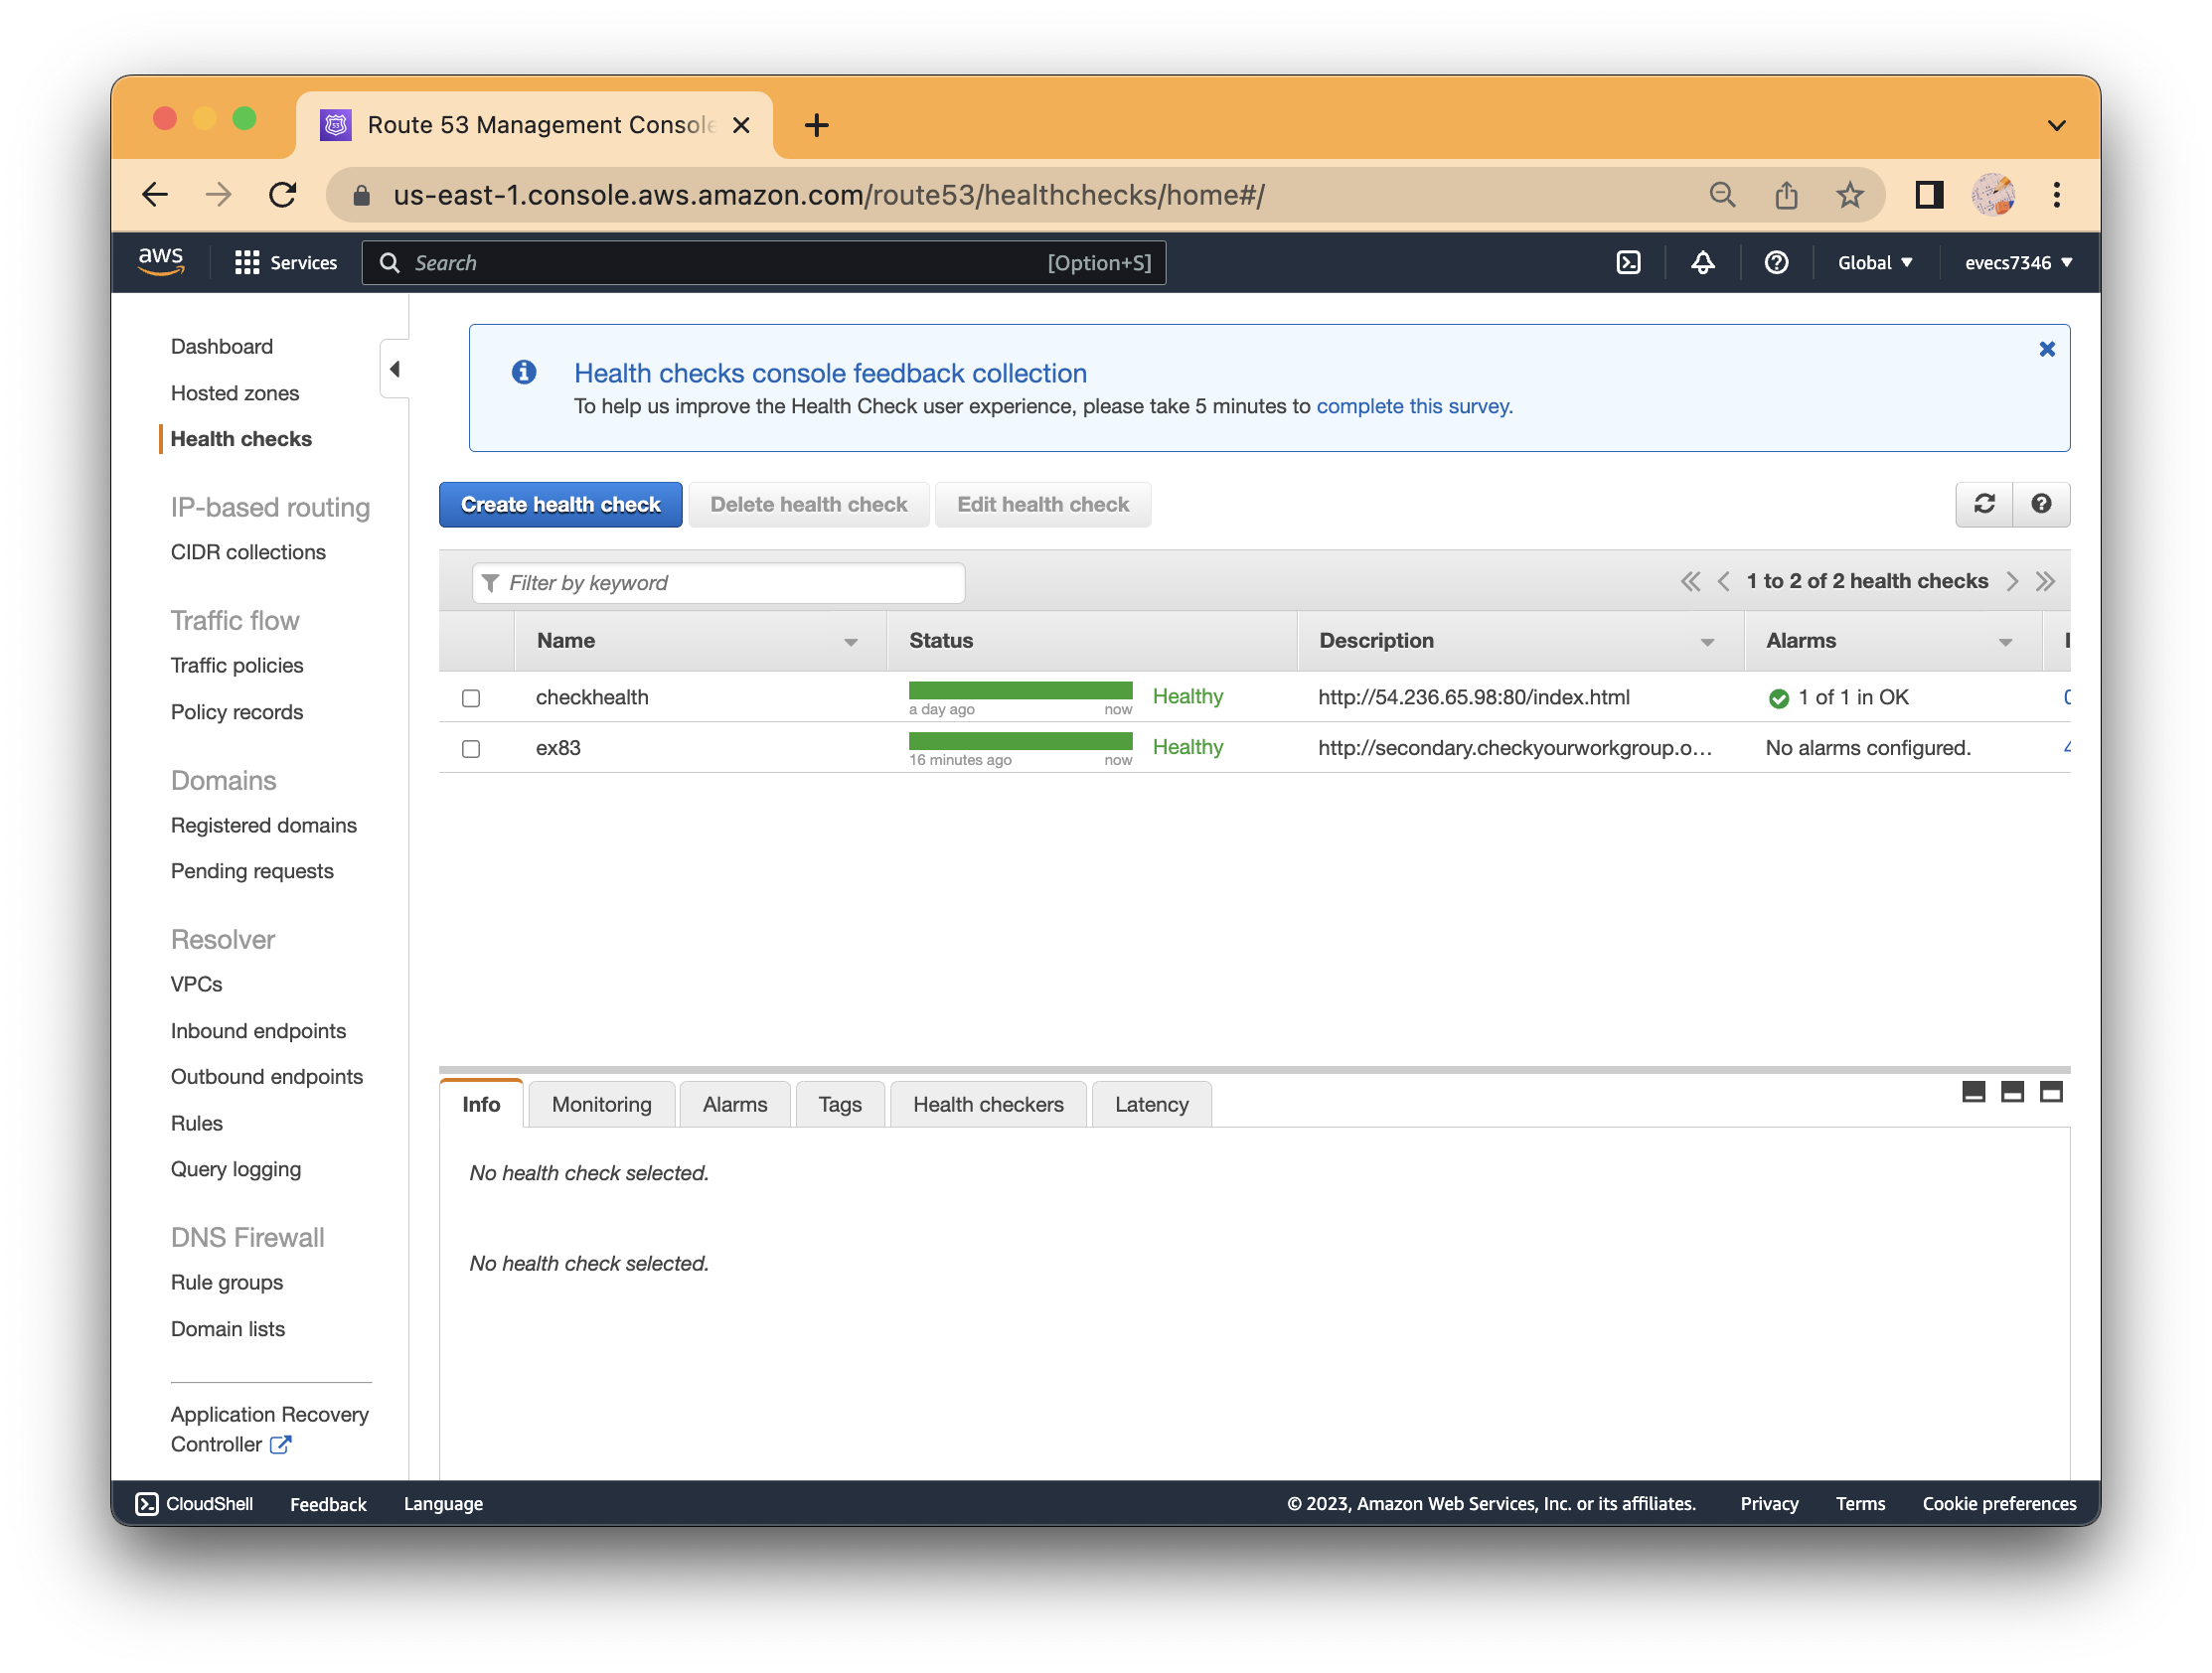 Route 53 Management Console
us-east-1.console.aws.amazon.com/route53/healthchecks/home#/
aws
Services
Search
[Option+S]
Global
evecs7346
Dashboard
Hosted zones
Health checks
IP-based routing
CIDR collections
Traffic flow
Traffic policies
Policy records
Domains
Registered domains
Pending requests
Resolver
VPCs
Inbound endpoints
Outbound endpoints
Rules
Query logging
DNS Firewall
Rule groups
Domain lists
Application Recovery
Controller
Health checks console feedback collection
To help us improve the Health Check user experience, please take 5 minutes to complete this survey.
Create health check
Delete health check
Edit health check
Filter by keyword
1 to 2 of 2 health checks
Name
Status
Description
Alarms
checkhealth
a day ago
now
Healthy
http://54.236.65.98:80/index.html
1 of 1 in OK
ex83
16 minutes ago
now
Healthy
http://secondary.checkyourworkgroup.o…
No alarms configured.
Info
Monitoring
Alarms
Tags
Health checkers
Latency
No health check selected.
No health check selected.
CloudShell
Feedback
Language
© 2023, Amazon Web Services, Inc. or its affiliates.
Privacy
Terms
Cookie preferences